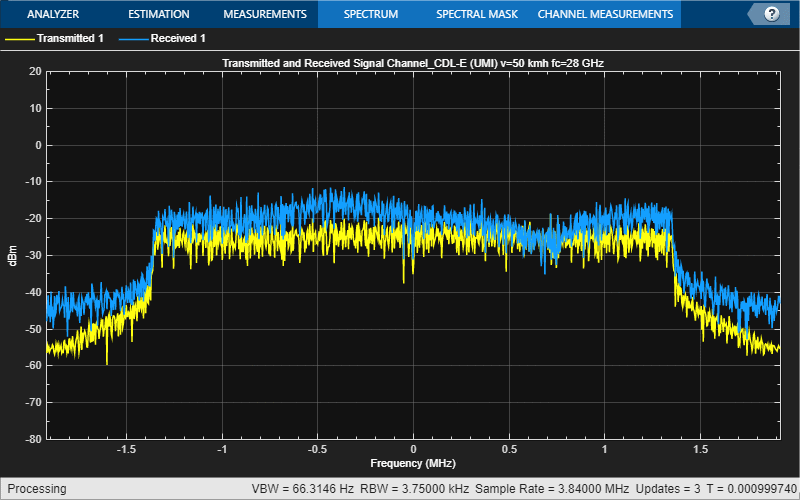 ANALYZER ESTIMATION MEASUREMENTS SPECTRUM SPECTRAL MASK CHANNEL MEASUREMENTS ?
Transmitted 1 Received 1
Transmitted and Received Signal Channel_CDL-E (UMI) v=50 kmh fc=28 GHz
20
10
0
-10
-20
-30
-40
-50
-60
-70
-80
dBm
-1.5 -1 -0.5 0 0.5 1 1.5
Frequency (MHz)
Processing VBW = 66.3146 Hz RBW = 3.75000 kHz Sample Rate = 3.84000 MHz Updates = 3 T = 0.000999740